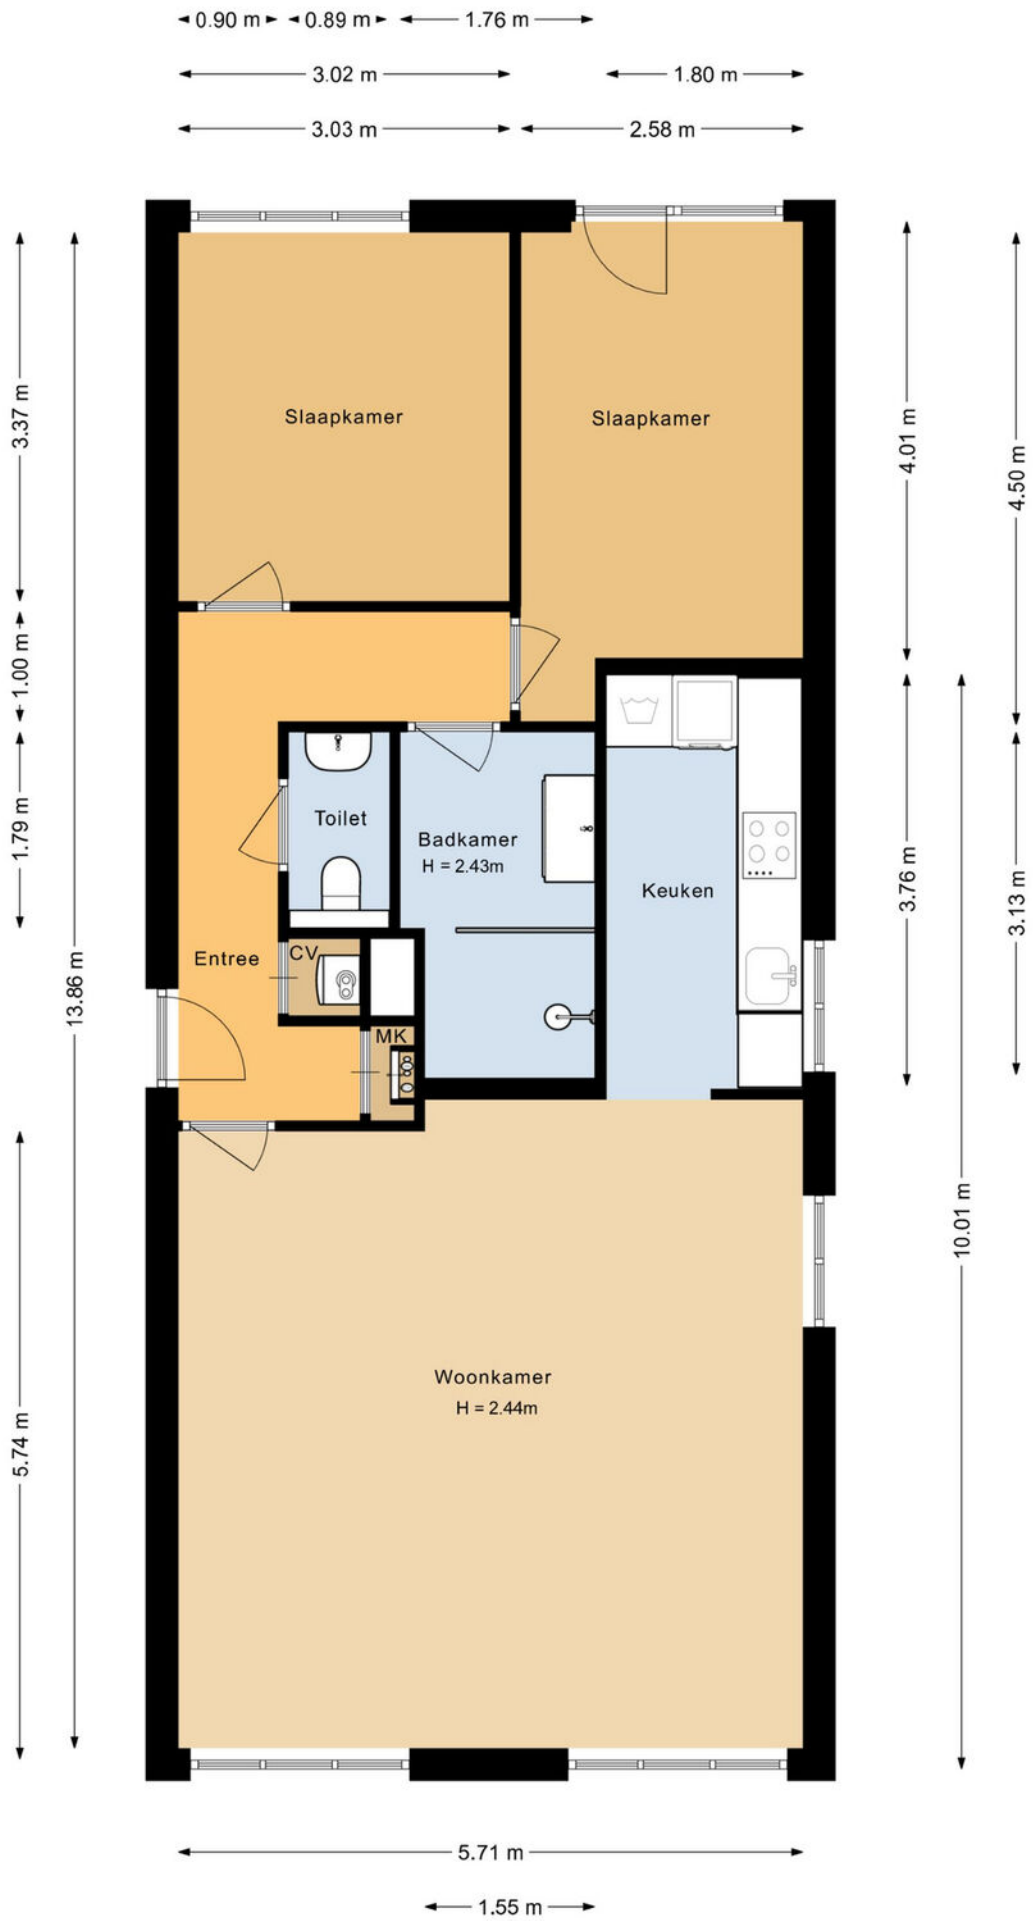 0.90 m
0.89 m
1.76 m
3.02 m
1.80 m
3.03 m
2.58 m
3.37 m
1.00 m
1.79 m
5.74 m
13.86 m
Slaapkamer
Slaapkamer
Toilet
Badkamer
H = 2.43m
Keuken
Entree
CV
MK
Woonkamer
H = 2.44m
4.01 m
3.76 m
10.01 m
4.50 m
3.13 m
5.71 m
1.55 m